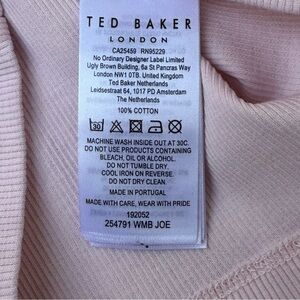 TED BAKER
LONDON
CA25459 RN95229
No Ordinary Designer Label Limited
Ugly Brown Building, 6a St Pancras Way
London NW1 0TB. United Kingdom
Ted Baker Netherlands
Leidsestraat 64, 1017 PD Amsterdam
The Netherlands
100% COTTON
30
MACHINE WASH INSIDE OUT AT 30C.
DO NOT USE PRODUCTS CONTAINING
BLEACH, OIL OR ALCOHOL.
DO NOT TUMBLE DRY.
COOL IRON ON REVERSE.
DO NOT DRY CLEAN.
MADE IN PORTUGAL
MADE WITH CARE, WEAR WITH PRIDE
192052
254791 WMB JOE